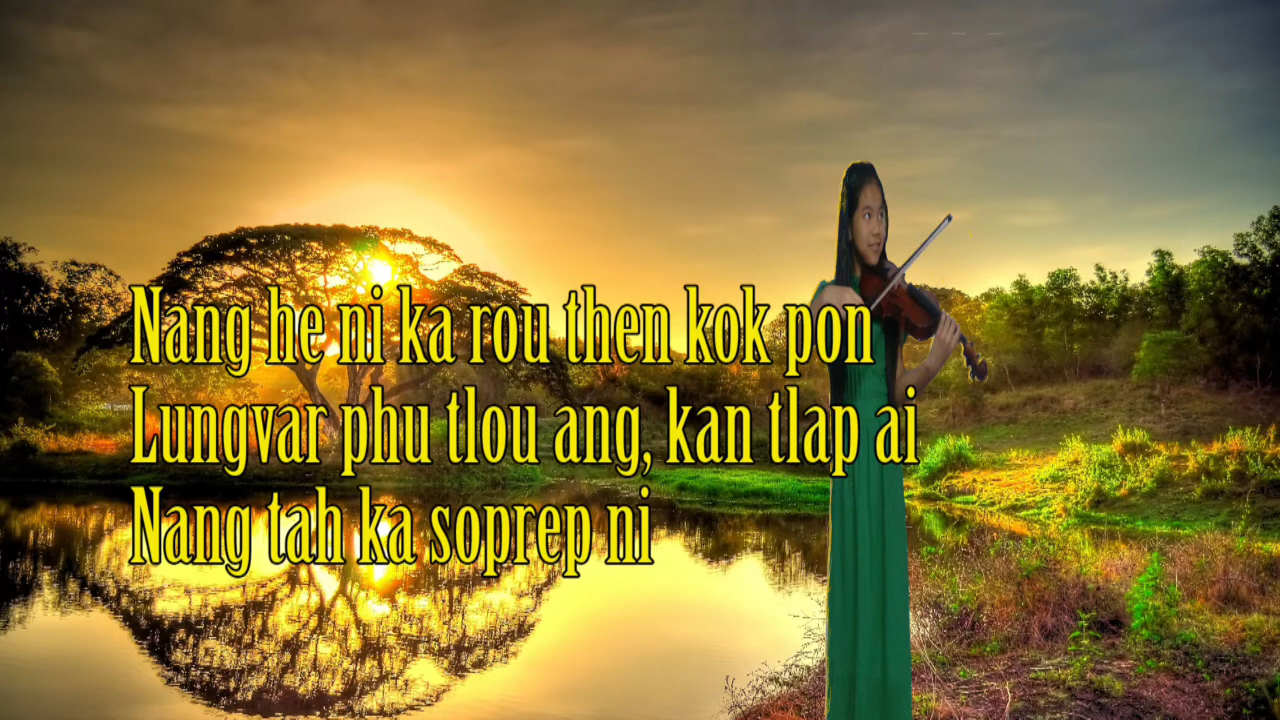 Nang he ni ka rou then kok pon
Lungvar phu tlou ang, kan tlap ai
Nang tah ka soprep ni